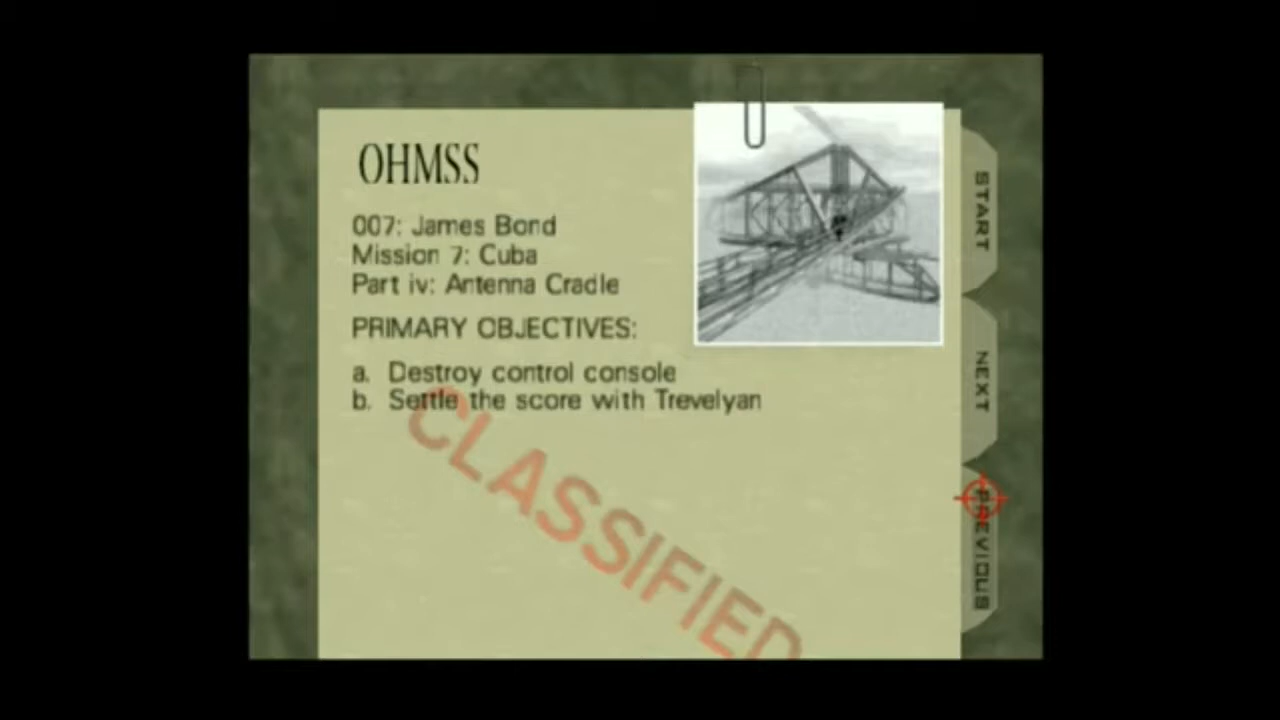 OHMSS
007: James Bond
Mission 7: Cuba
Part iv: Antenna Cradle
PRIMARY OBJECTIVES:
a. Destroy control console
b. Settle the score with Trevelyan
CLASSIFIED
START
NEXT
PREVIOUS